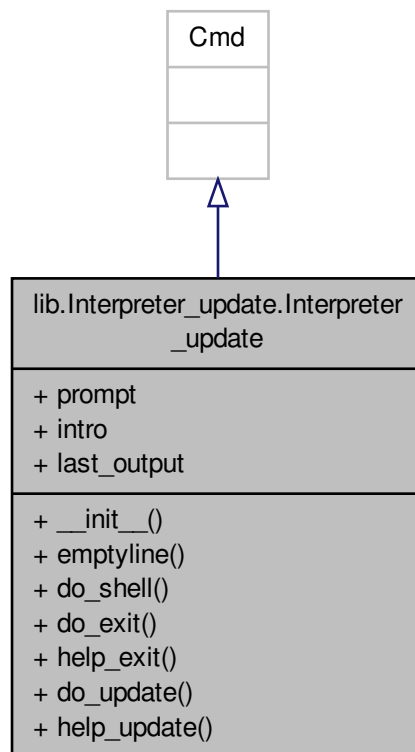 Cmd
lib.Interpreter_update.Interpreter
_update
+ prompt
+ intro
+ last_output
+ __init__()
+ emptyline()
+ do_shell()
+ do_exit()
+ help_exit()
+ do_update()
+ help_update()